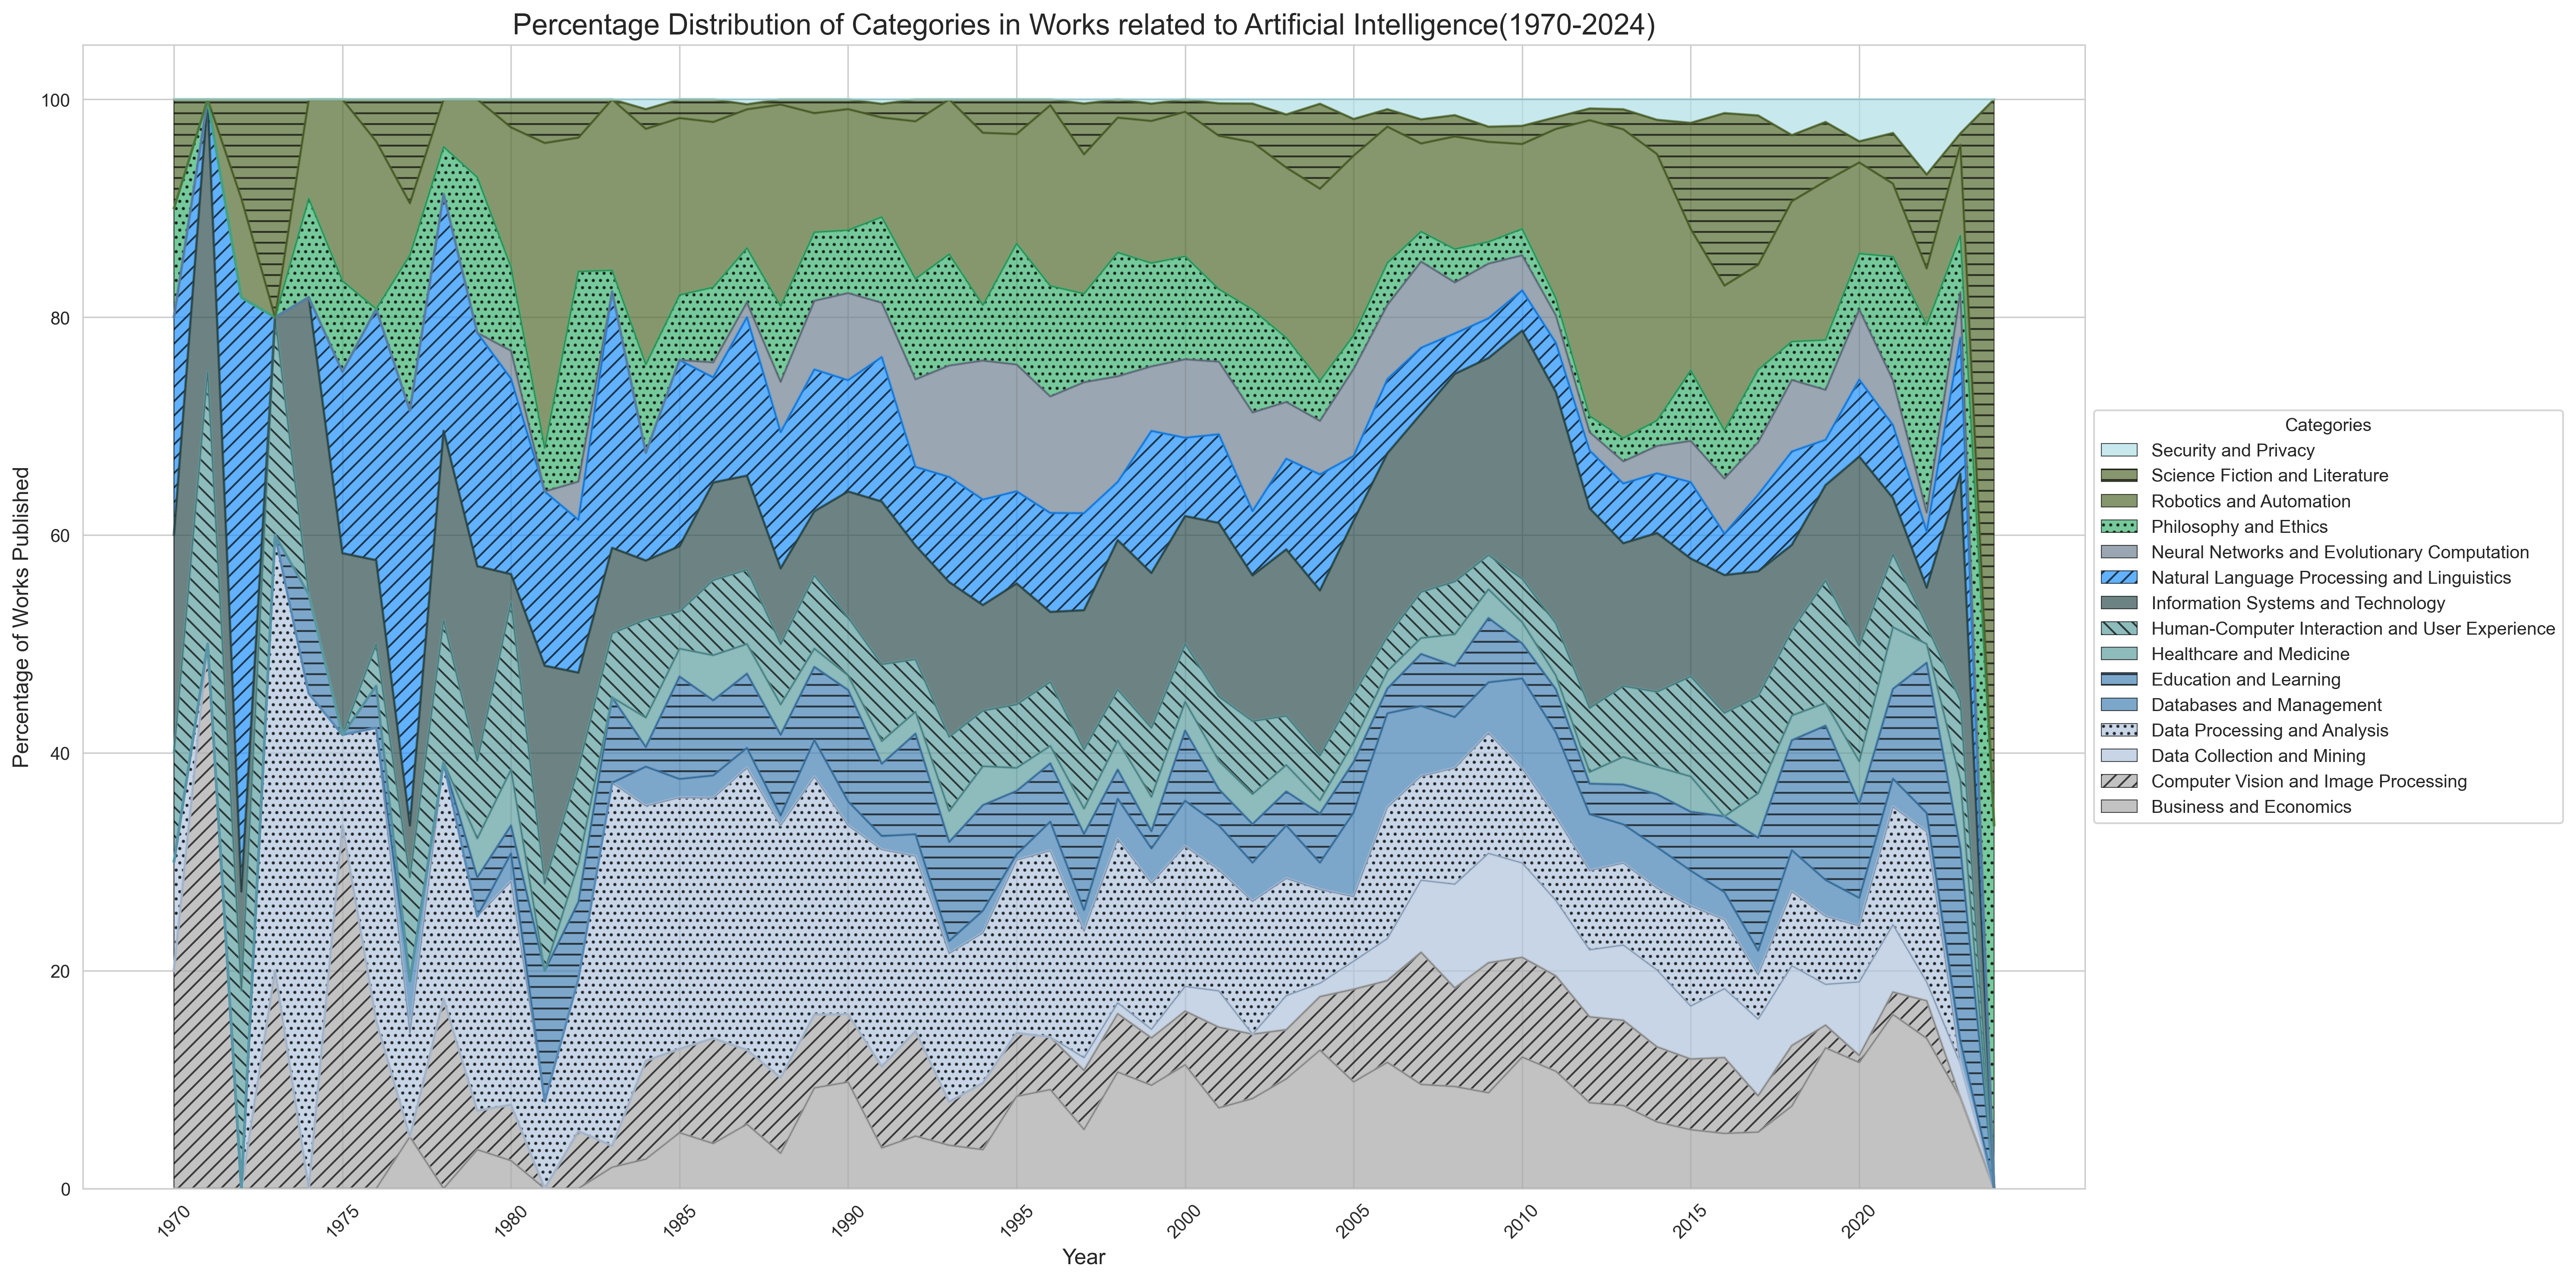 Percentage Distribution of Categories in Works related to Artificial Intelligence(1970-2024)
Percentage of Works Published
100
80
60
40
20
0
1970
1975
1980
1985
1990
1995
2000
2005
2010
2015
2020
Year
Categories
Security and Privacy
Science Fiction and Literature
Robotics and Automation
Philosophy and Ethics
Neural Networks and Evolutionary Computation
Natural Language Processing and Linguistics
Information Systems and Technology
Human-Computer Interaction and User Experience
Healthcare and Medicine
Education and Learning
Databases and Management
Data Processing and Analysis
Data Collection and Mining
Computer Vision and Image Processing
Business and Economics